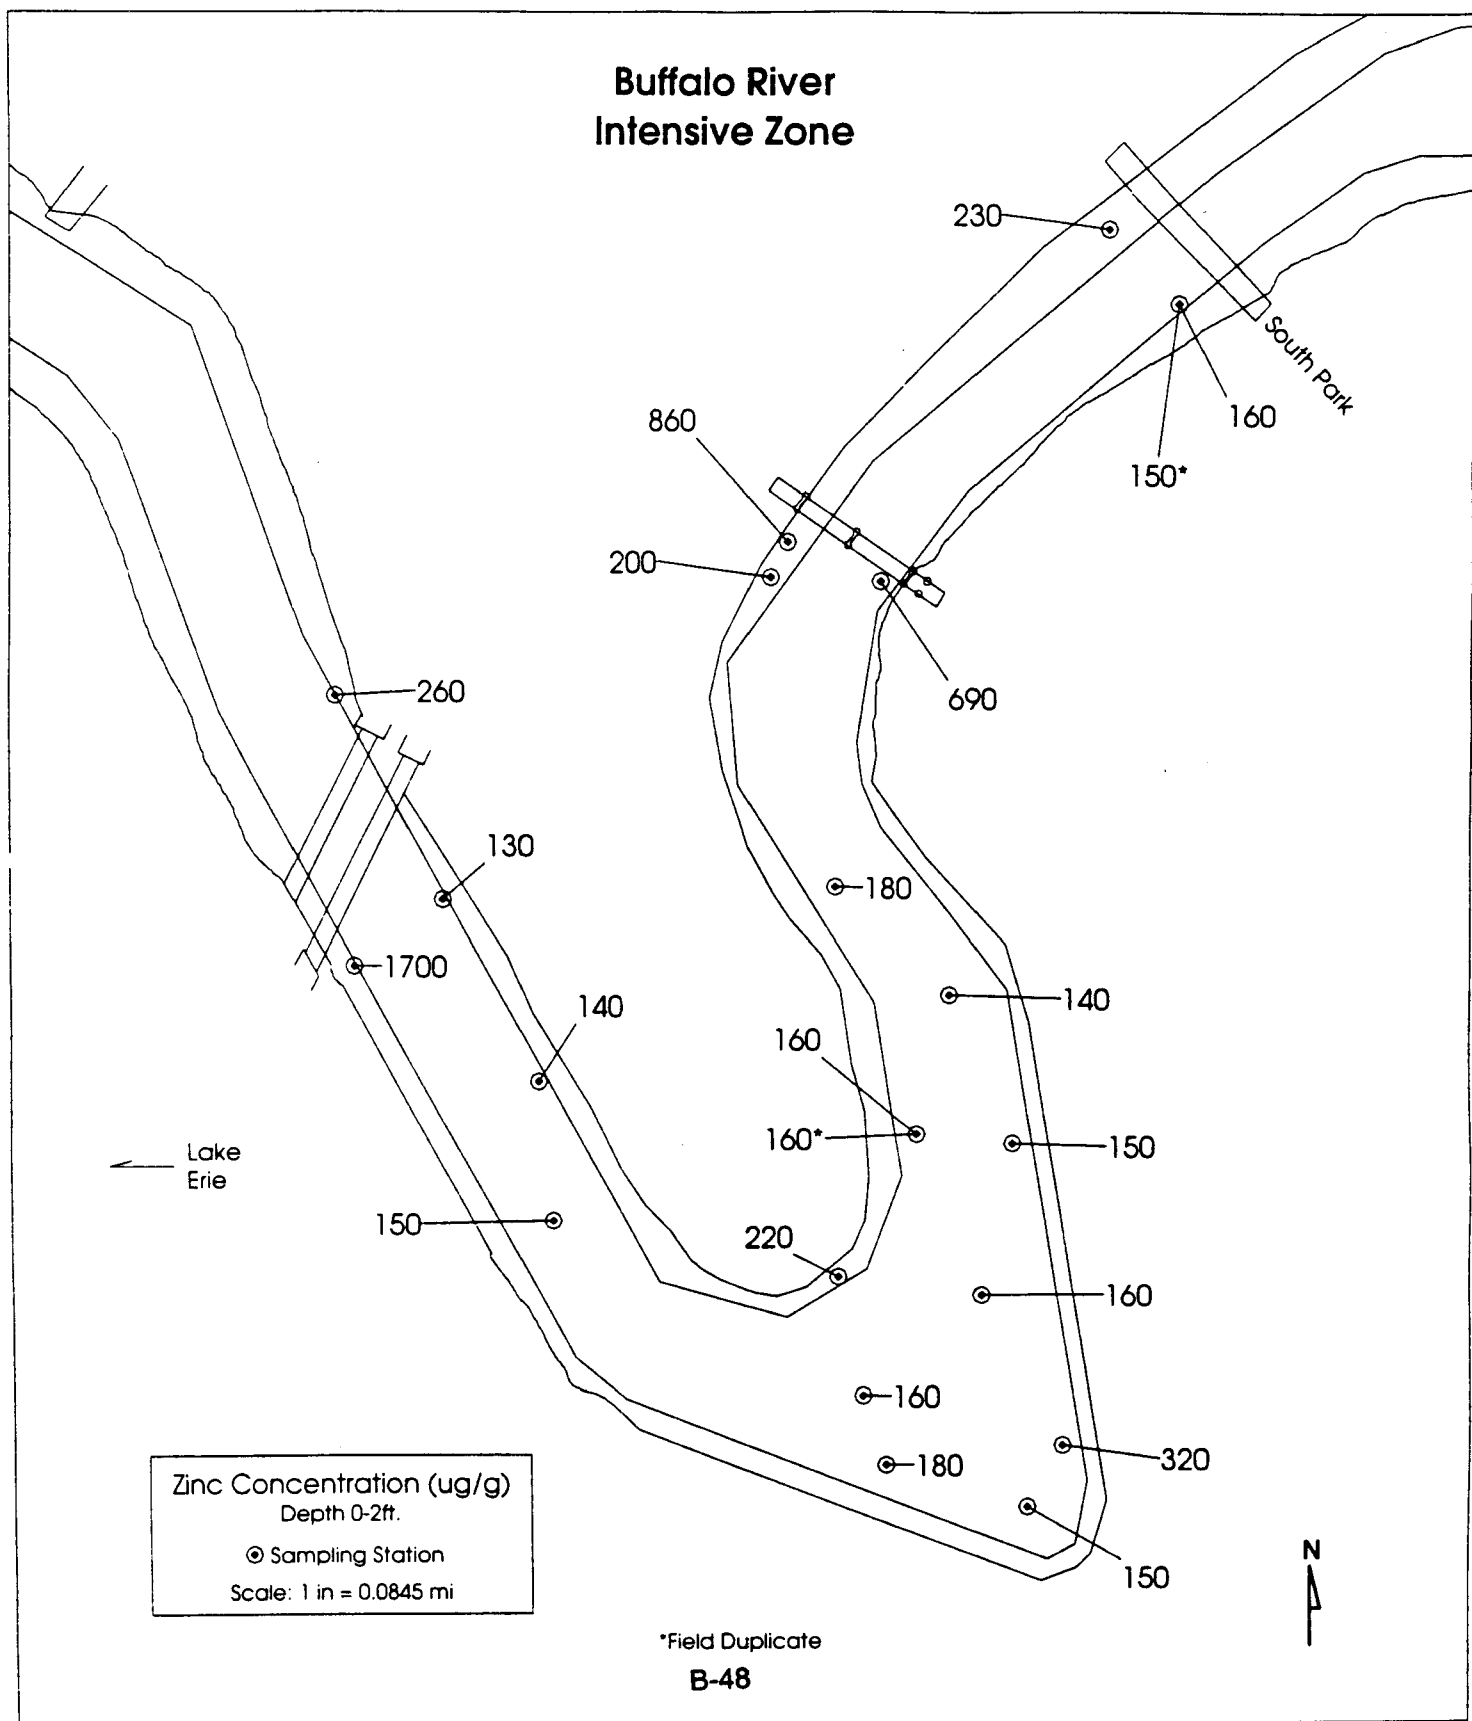 Buffalo River
Intensive Zone
230
South Park
160
150*
860
200
690
260
130
180
1700
140
140
160
160*
150
Lake
Erie
150
220
160
160
320
180
150
Zinc Concentration (ug/g)
Depth 0-2ft.
Sampling Station
Scale: 1 in = 0.0845 mi
N
*Field Duplicate
B-48